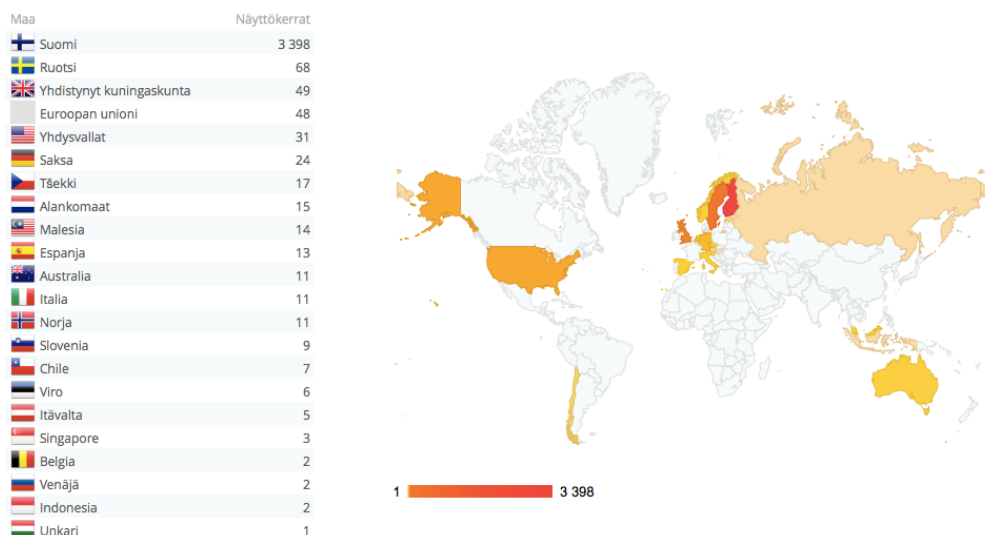 Maa Näyttökerrat
Suomi 3 398
Ruotsi 68
Yhdistynyt kuningaskunta 49
Euroopan unioni 48
Yhdysvallat 31
Saksa 24
Tšekki 17
Alankomaat 15
Malesia 14
Espanja 13
Australia 11
Italia 11
Norja 11
Slovenia 9
Chile 7
Viro 6
Itävalta 5
Singapore 3
Belgia 2
Venäjä 2
Indonesia 2
Unkari 1
1 3 398